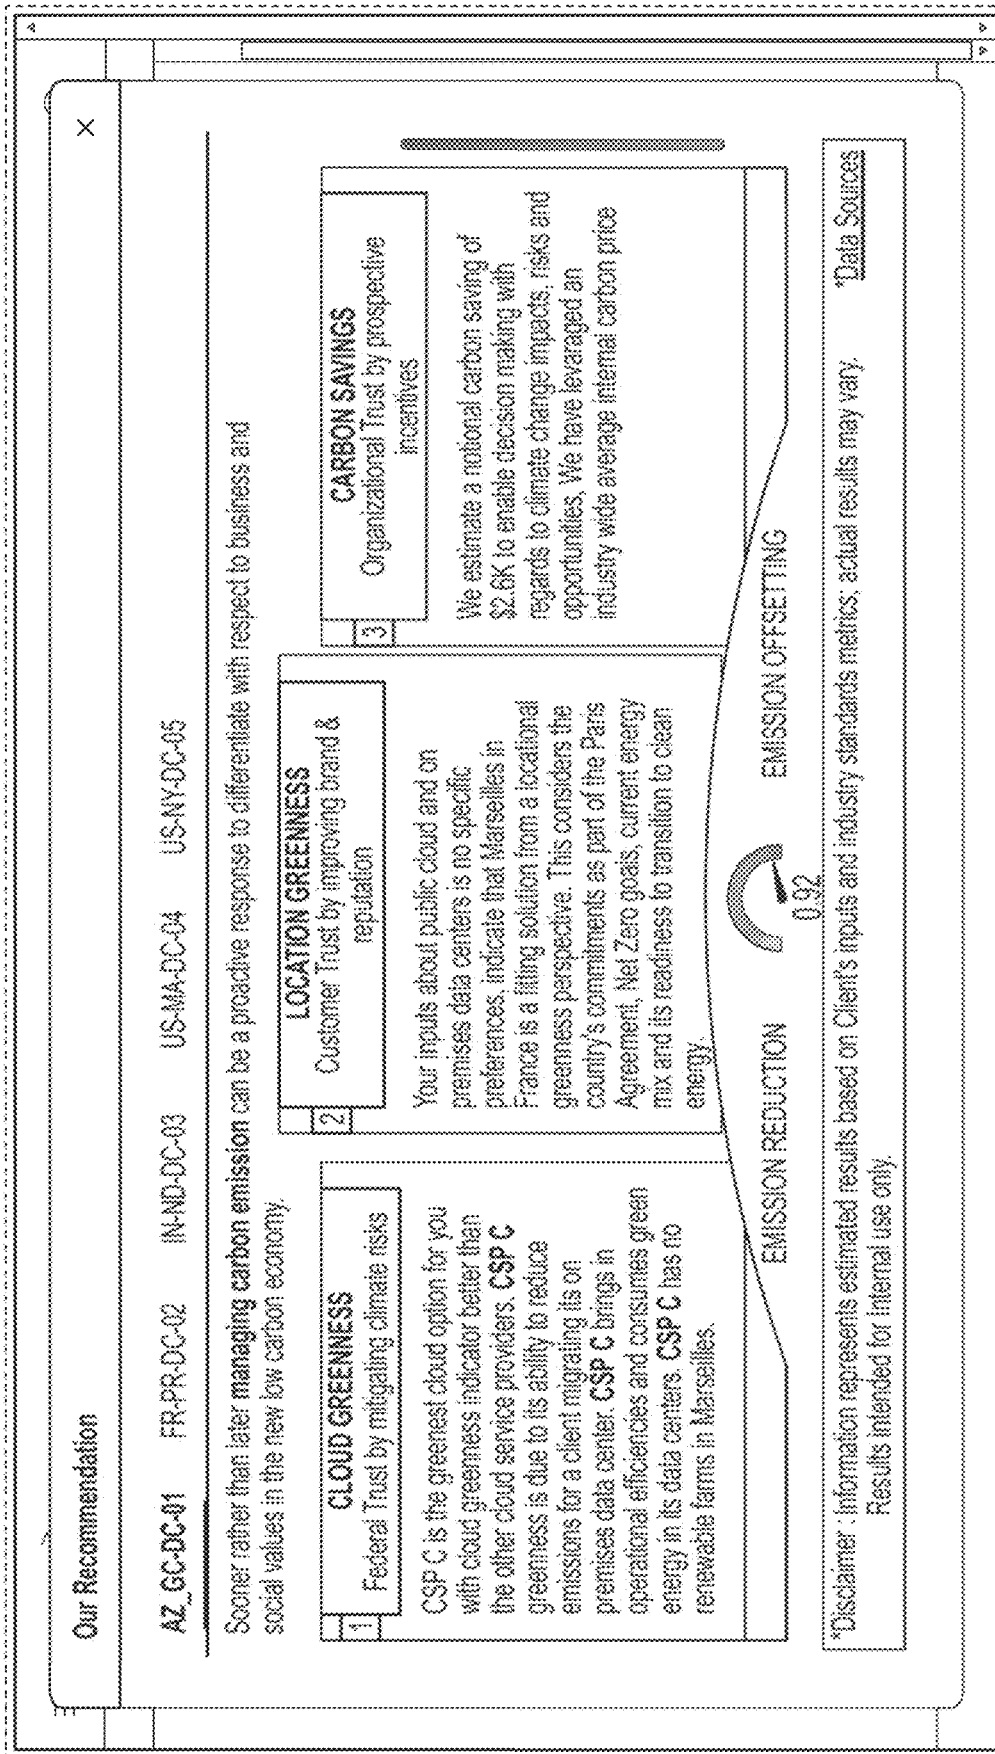 Our Recommendation
×
AZ_GC-DC-01 FR-PR-DC-02 IN-ND-DC-03 US-MA-DC-04 US-NY-DC-05
Sooner rather than later managing carbon emission can be a proactive response to differentiate with respect to business and
social values in the new low carbon economy.
1
CLOUD GREENNESS
Federal Trust by mitigating climate risks
CSP C is the greenest cloud option for you
with cloud greenness indicator better than
the other cloud service providers. CSP C
greenness is due to its ability to reduce
emissions for a client migrating its on
premises data center. CSP C brings in
operational efficiencies and consumes green
energy in its data centers. CSP C has no
renewable farms in Marseilles.
2
LOCATION GREENNESS
Customer Trust by improving brand &
reputation
Your inputs about public cloud and on
premises data centers is no specific
preferences, indicate that Marseilles in
France is a fitting solution from a locational
greenness perspective. This considers the
country's commitments as part of the Paris
Agreement, Net Zero goals, current energy
mix and its readiness to transition to clean
energy.
3
CARBON SAVINGS
Organizational Trust by prospective
incentives
We estimate a notional carbon saving of
$2.6K to enable decision making with
regards to climate change impacts, risks and
opportunities, We have leveraged an
industry wide average internal carbon price
EMISSION REDUCTION
0.92
EMISSION OFFSETTING
*Disclaimer : Information represents estimated results based on Client's inputs and industry standards metrics, actual results may vary.
Results Intended for Internal use only.
*Data Sources